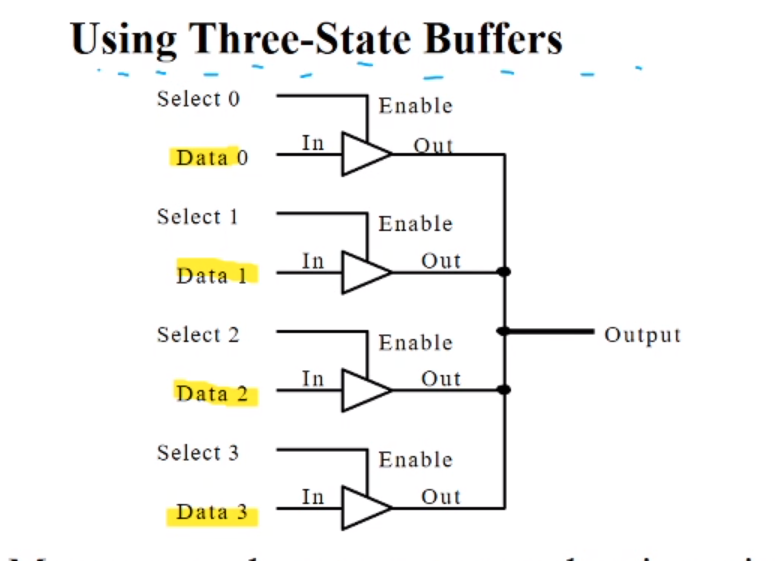 Using Three-State Buffers
Select 0
Enable
Data 0
In
Out
Select 1
Enable
Data 1
In
Out
Output
Select 2
Enable
Data 2
In
Out
Select 3
Enable
Data 3
In
Out